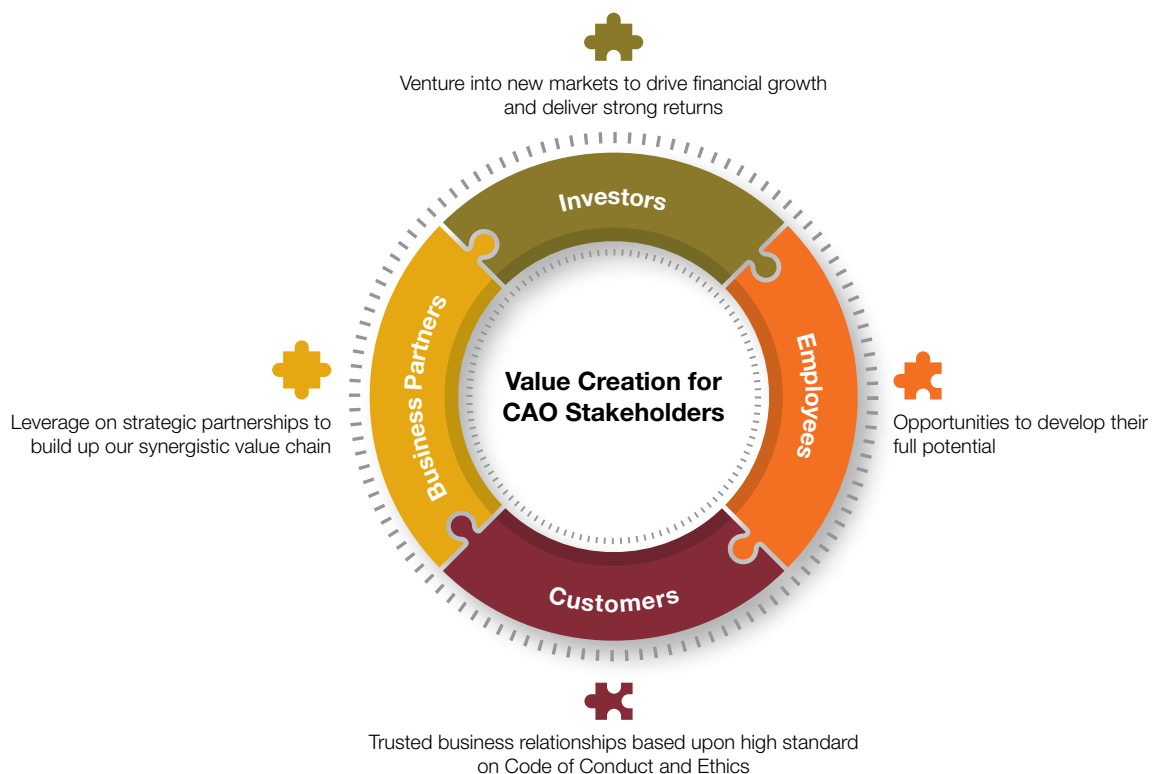 Venture into new markets to drive financial growth
and deliver strong returns
Investors
Employees
Opportunities to develop their
full potential
Value Creation for
CAO Stakeholders
Business Partners
Leverage on strategic partnerships to
build up our synergistic value chain
Customers
Trusted business relationships based upon high standard
on Code of Conduct and Ethics